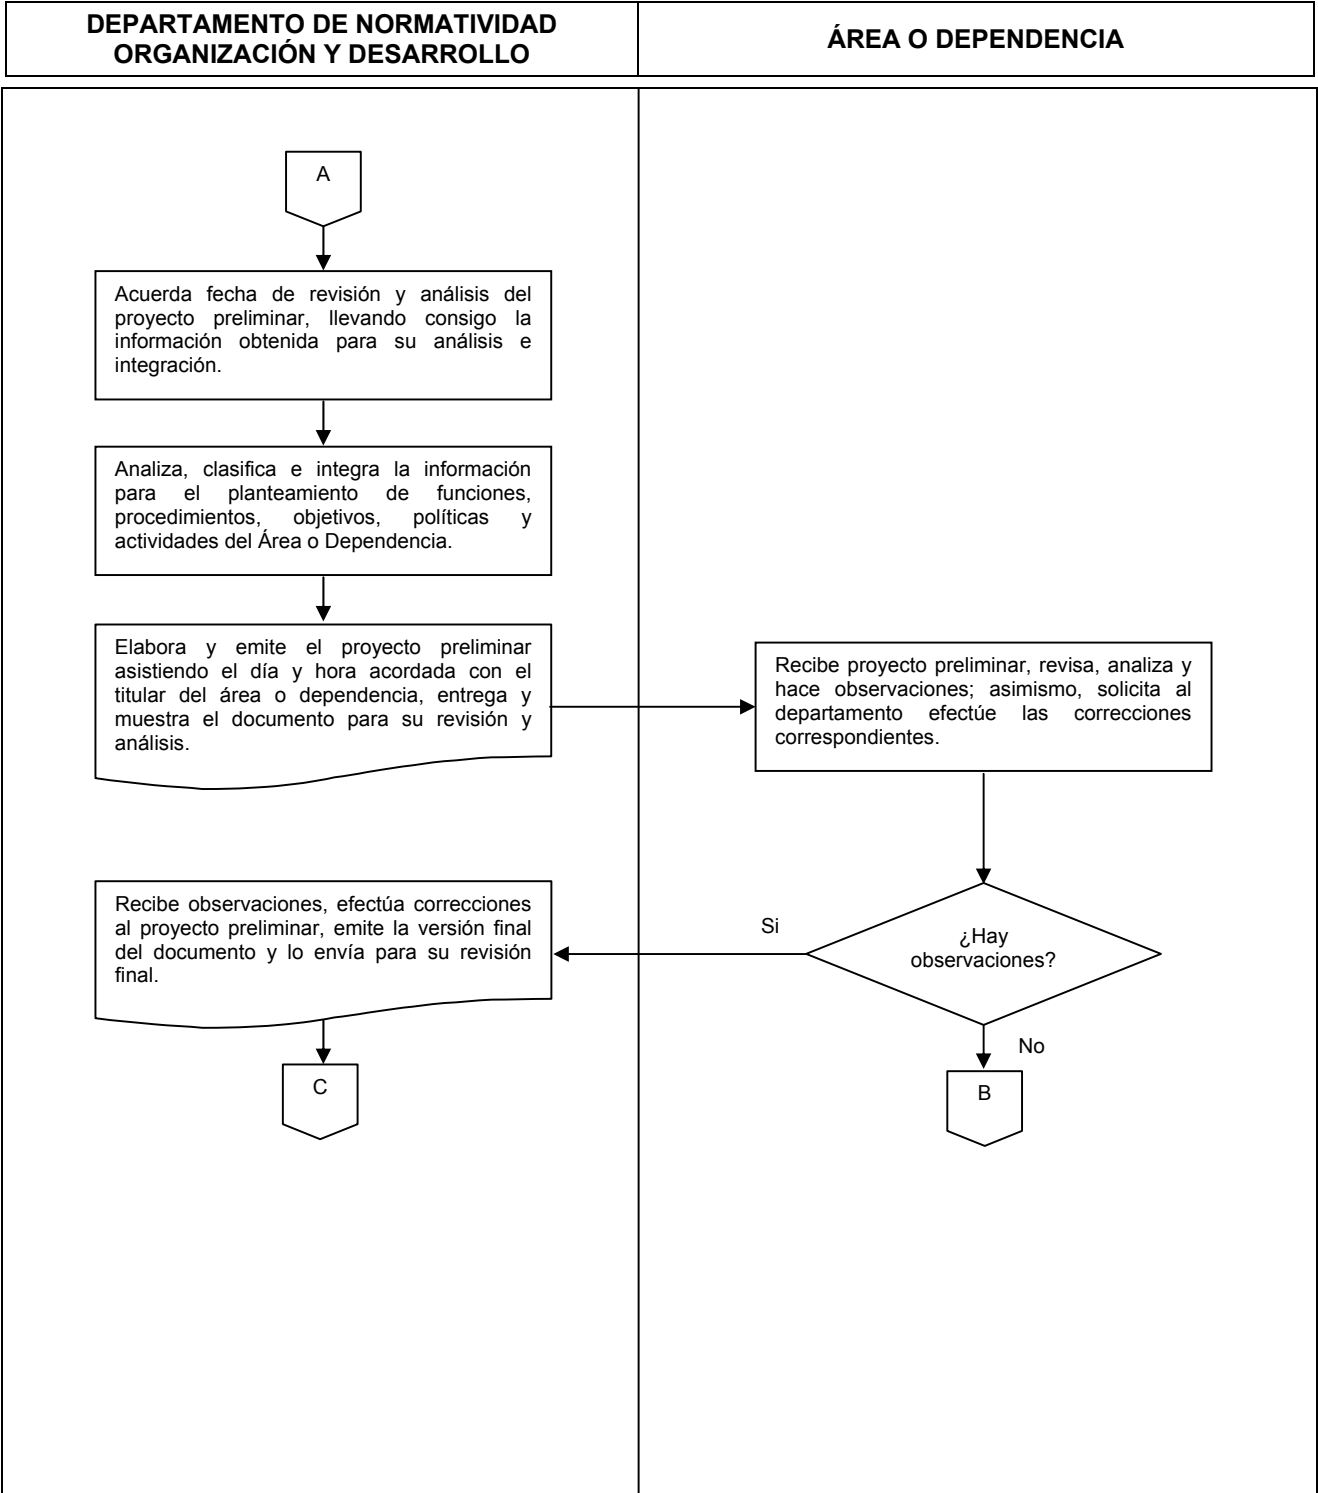 DEPARTAMENTO DE NORMATIVIDAD
ORGANIZACIÓN Y DESARROLLO
ÁREA O DEPENDENCIA
A
Acuerda fecha de revisión y análisis del
proyecto preliminar, llevando consigo la
información obtenida para su análisis e
integración.
Analiza, clasifica e integra la información
para el planteamiento de funciones,
procedimientos, objetivos, políticas y
actividades del Área o Dependencia.
Elabora y emite el proyecto preliminar
asistiendo el día y hora acordada con el
titular del área o dependencia, entrega y
muestra el documento para su revisión y
análisis.
Recibe proyecto preliminar, revisa, analiza y
hace observaciones; asimismo, solicita al
departamento efectúe las correcciones
correspondientes.
Recibe observaciones, efectúa correcciones
al proyecto preliminar, emite la versión final
del documento y lo envía para su revisión
final.
Si
¿Hay
observaciones?
No
C
B